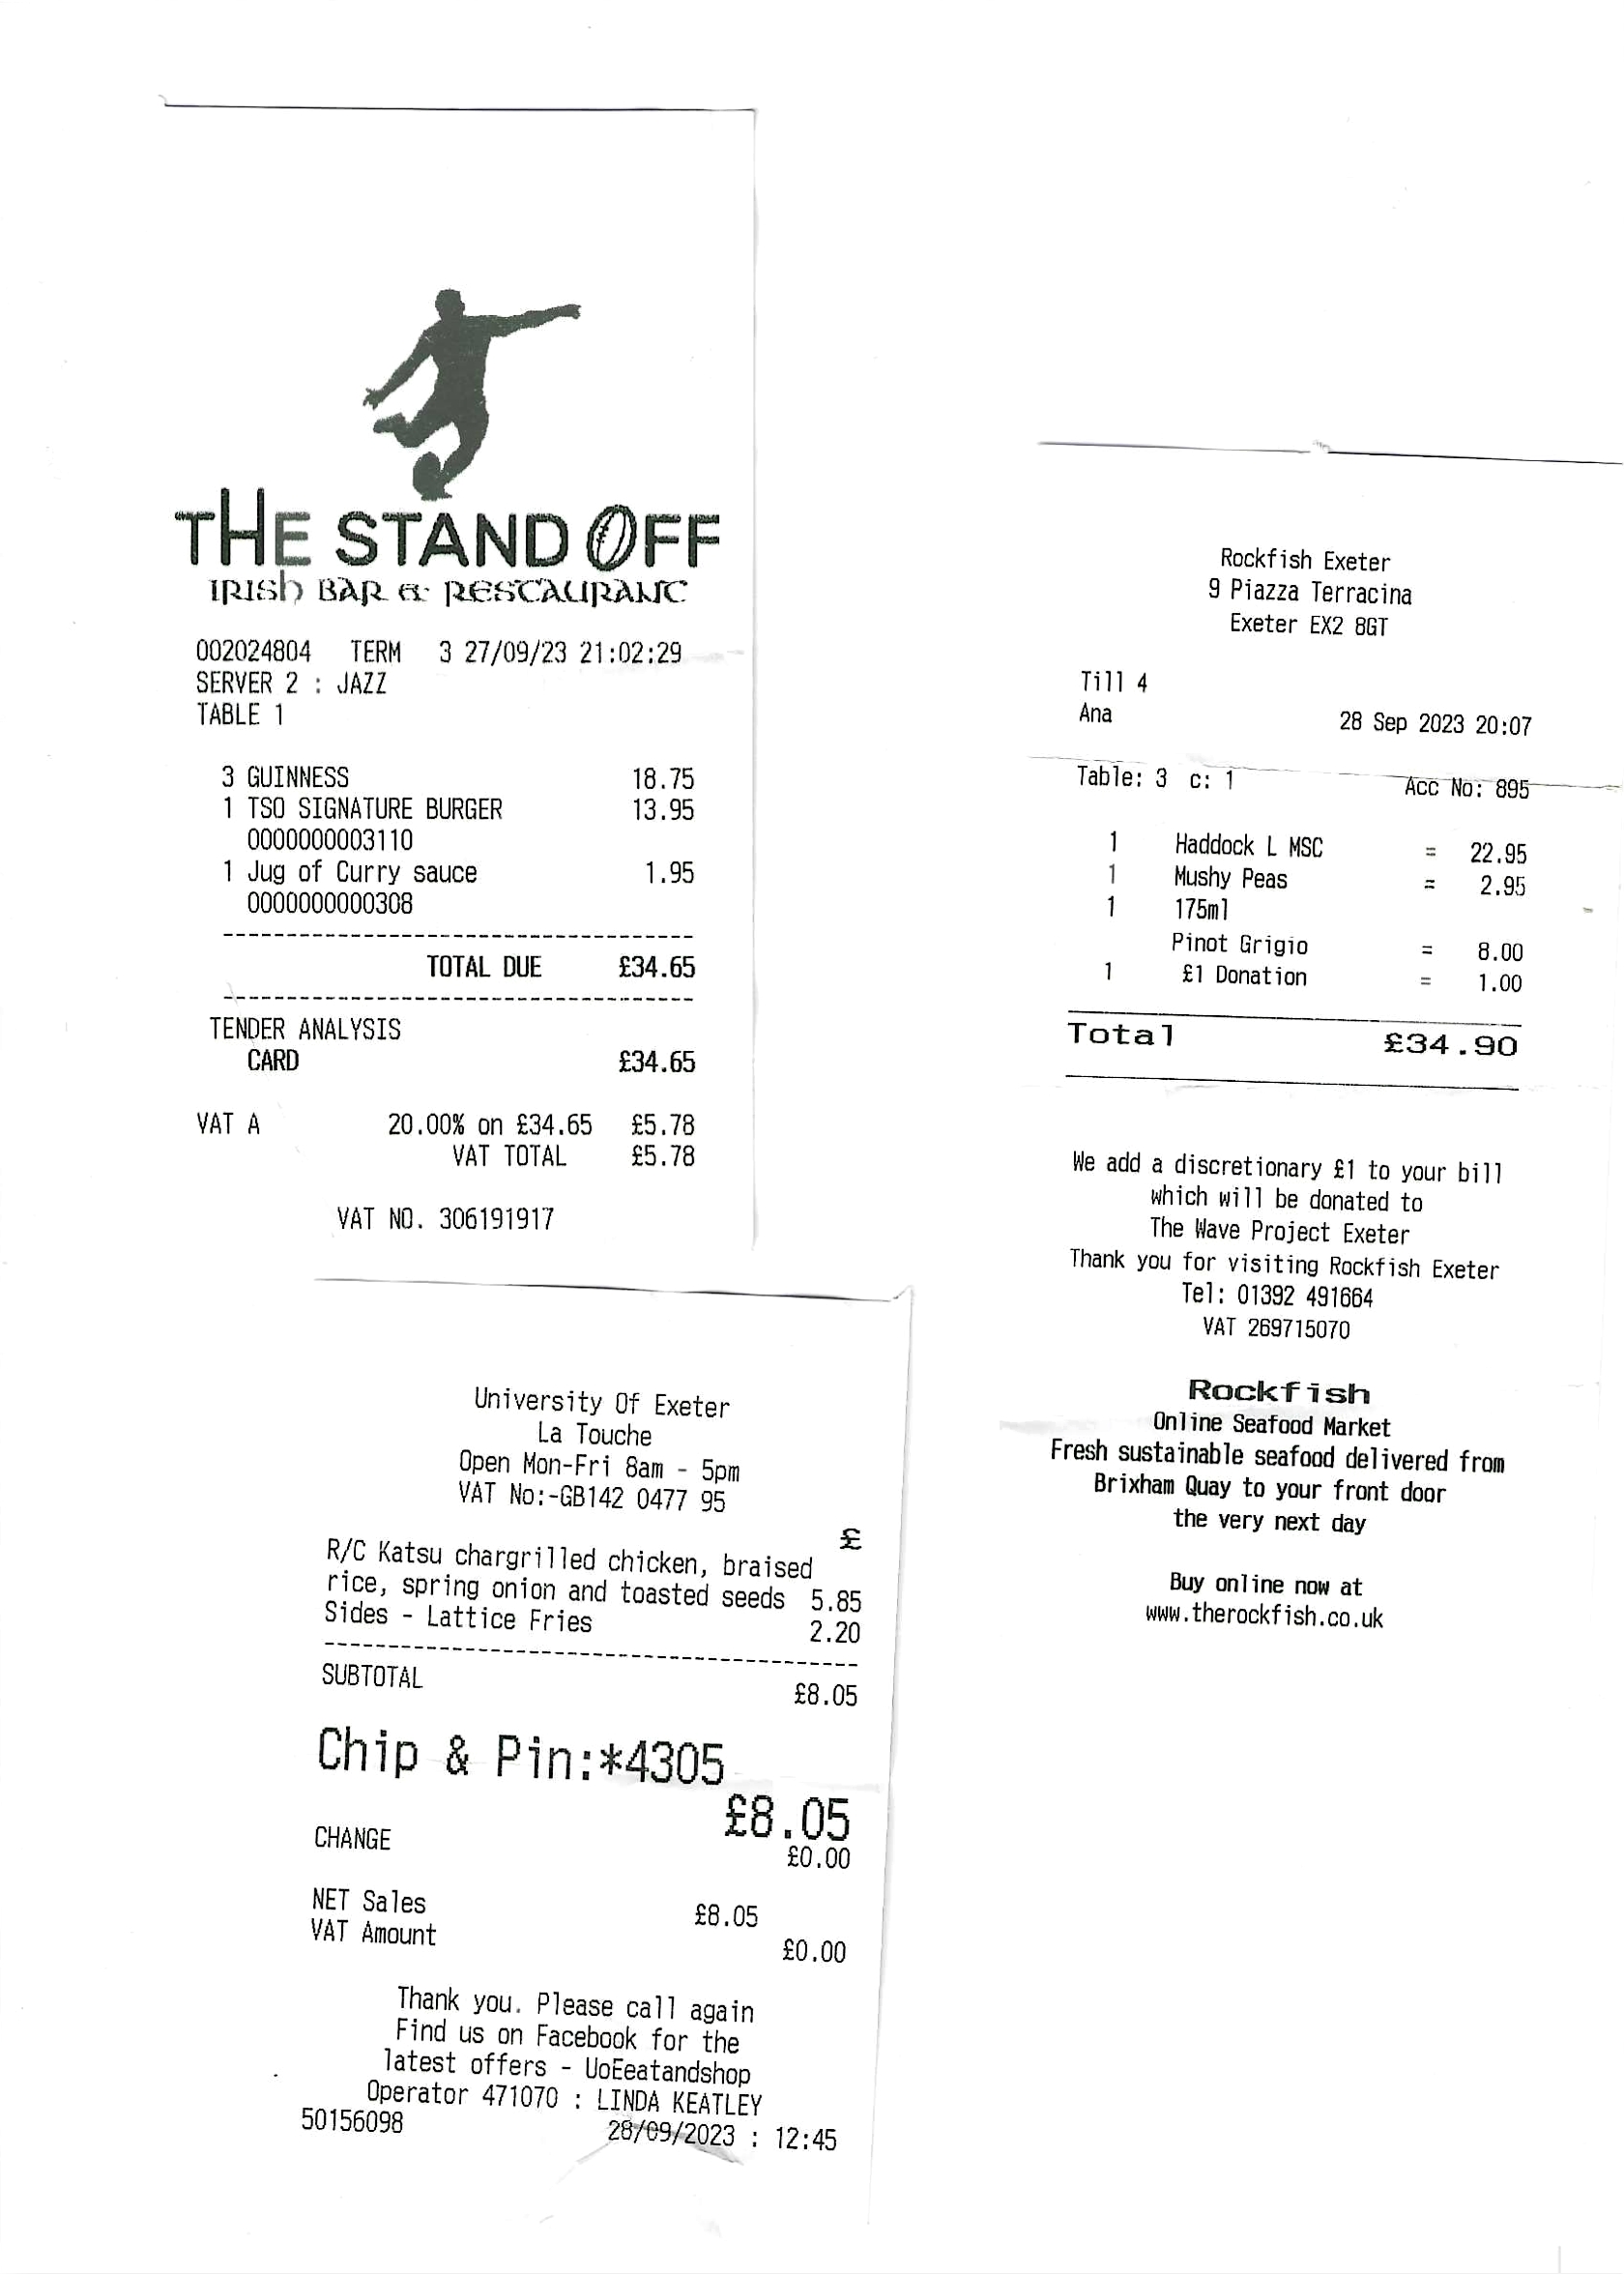 THE STAND OFF
IRISH BAR & RESTAURANT
002024804 TERM 3 27/09/23 21:02:29
SERVER 2 : JAZZ
TABLE 1
3 GUINNESS 18.75
1 TSO SIGNATURE BURGER 13.95
0000000003110
1 Jug of Curry sauce 1.95
0000000000308
------------------------------------
TOTAL DUE £34.65
------------------------------------
TENDER ANALYSIS
CARD £34.65
VAT A 20.00% on £34.65 £5.78
VAT TOTAL £5.78
VAT NO. 306191917
University Of Exeter
La Touche
Open Mon-Fri 8am - 5pm
VAT No:-GB142 0477 95
£
R/C Katsu chargrilled chicken, braised
rice, spring onion and toasted seeds 5.85
Sides - Lattice Fries 2.20
------------------------------------------
SUBTOTAL £8.05
Chip & Pin:*4305
£8.05
CHANGE £0.00
NET Sales £8.05
VAT Amount £0.00
Thank you. Please call again
Find us on Facebook for the
latest offers - UoEeatandshop
Operator 471070 : LINDA KEATLEY
50156098 28/09/2023 : 12:45
Rockfish Exeter
9 Piazza Terracina
Exeter EX2 8GT
Till 4
Ana 28 Sep 2023 20:07
Table: 3 c: 1 Acc No: 895
1 Haddock L MSC = 22.95
1 Mushy Peas = 2.95
1 175ml
Pinot Grigio = 8.00
1 £1 Donation = 1.00
Total £34.90
We add a discretionary £1 to your bill
which will be donated to
The Wave Project Exeter
Thank you for visiting Rockfish Exeter
Tel: 01392 491664
VAT 269715070
Rockfish
Online Seafood Market
Fresh sustainable seafood delivered from
Brixham Quay to your front door
the very next day
Buy online now at
www.therockfish.co.uk